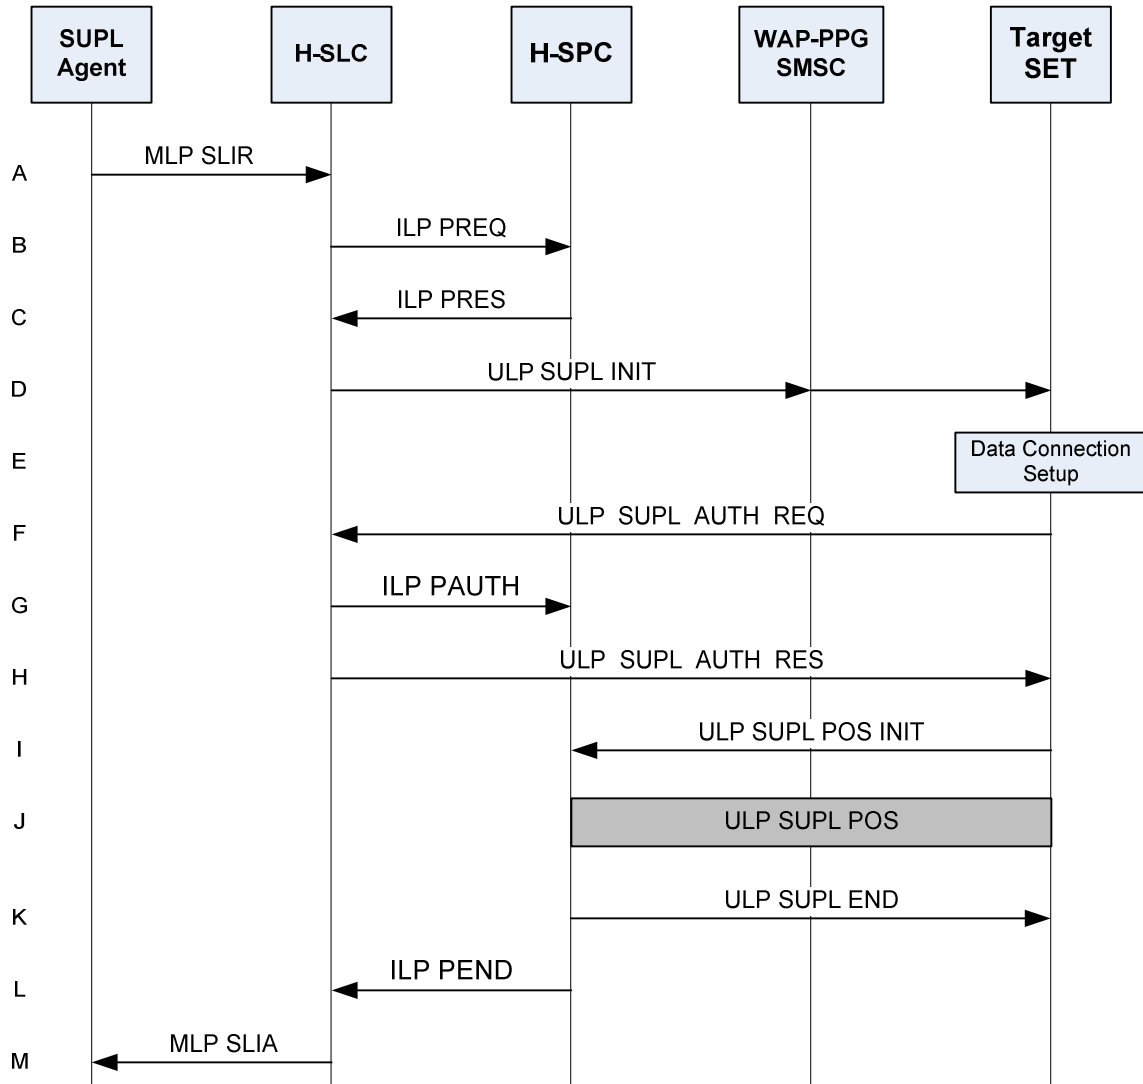 SUPL
Agent
H-SLC
H-SPC
WAP-PPG
SMSC
Target
SET
A
MLP SLIR
B
ILP PREQ
C
ILP PRES
D
ULP SUPL INIT
E
Data Connection
Setup
F
ULP SUPL AUTH REQ
G
ILP PAUTH
H
ULP SUPL AUTH RES
I
ULP SUPL POS INIT
J
ULP SUPL POS
K
ULP SUPL END
L
ILP PEND
M
MLP SLIA